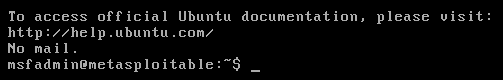 To access official Ubuntu documentation, please visit:
http://help.ubuntu.com/
No mail.
msfadmin@metasploitable:~$ _